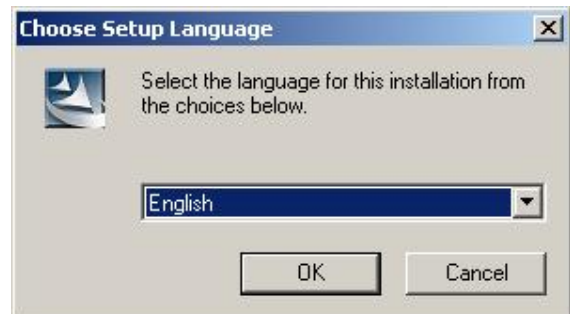 Choose Setup Language
Select the language for this installation from
the choices below.
English
OK
Cancel